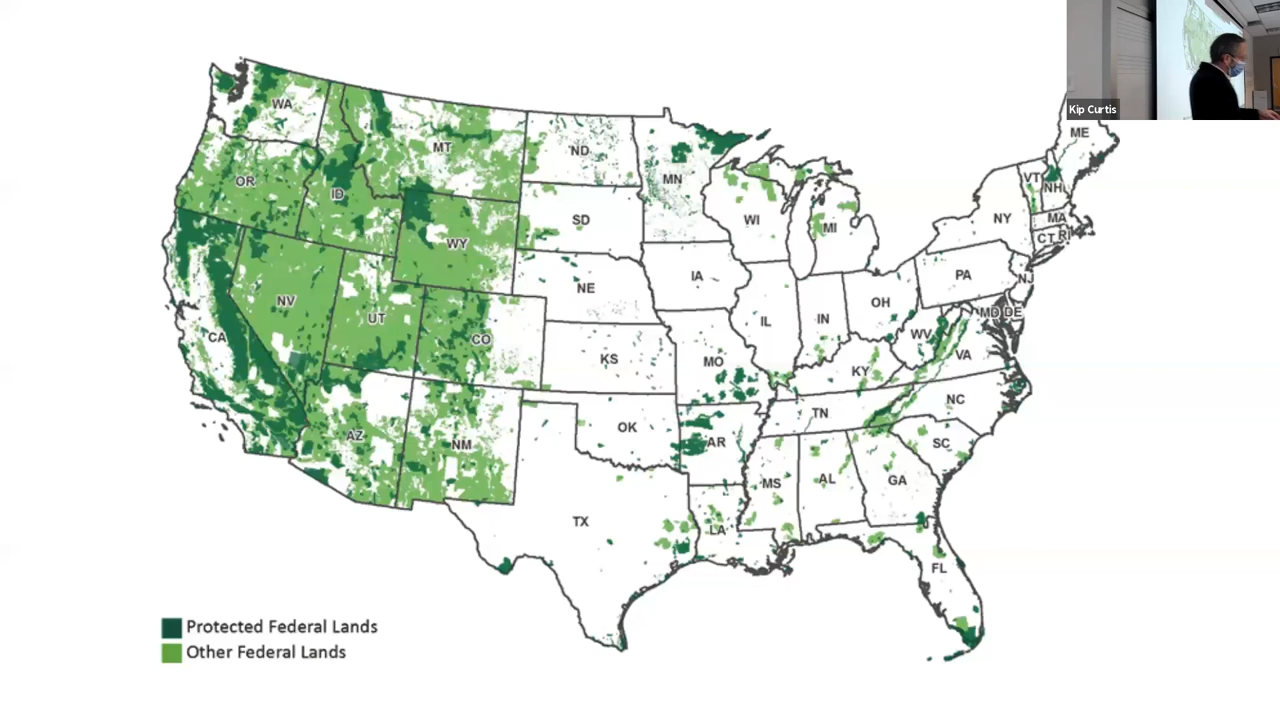 Kip Curtis
WA
MT
ND
MN
ME
VT
NH
OR
ID
SD
WI
MI
NY
MA
CT
RI
WY
NE
IA
PA
NJ
NV
UT
CO
IL
IN
OH
MD
DE
WV
VA
CA
KS
MO
KY
AZ
NM
OK
AR
TN
NC
SC
MS
AL
GA
TX
LA
FL
Protected Federal Lands
Other Federal Lands